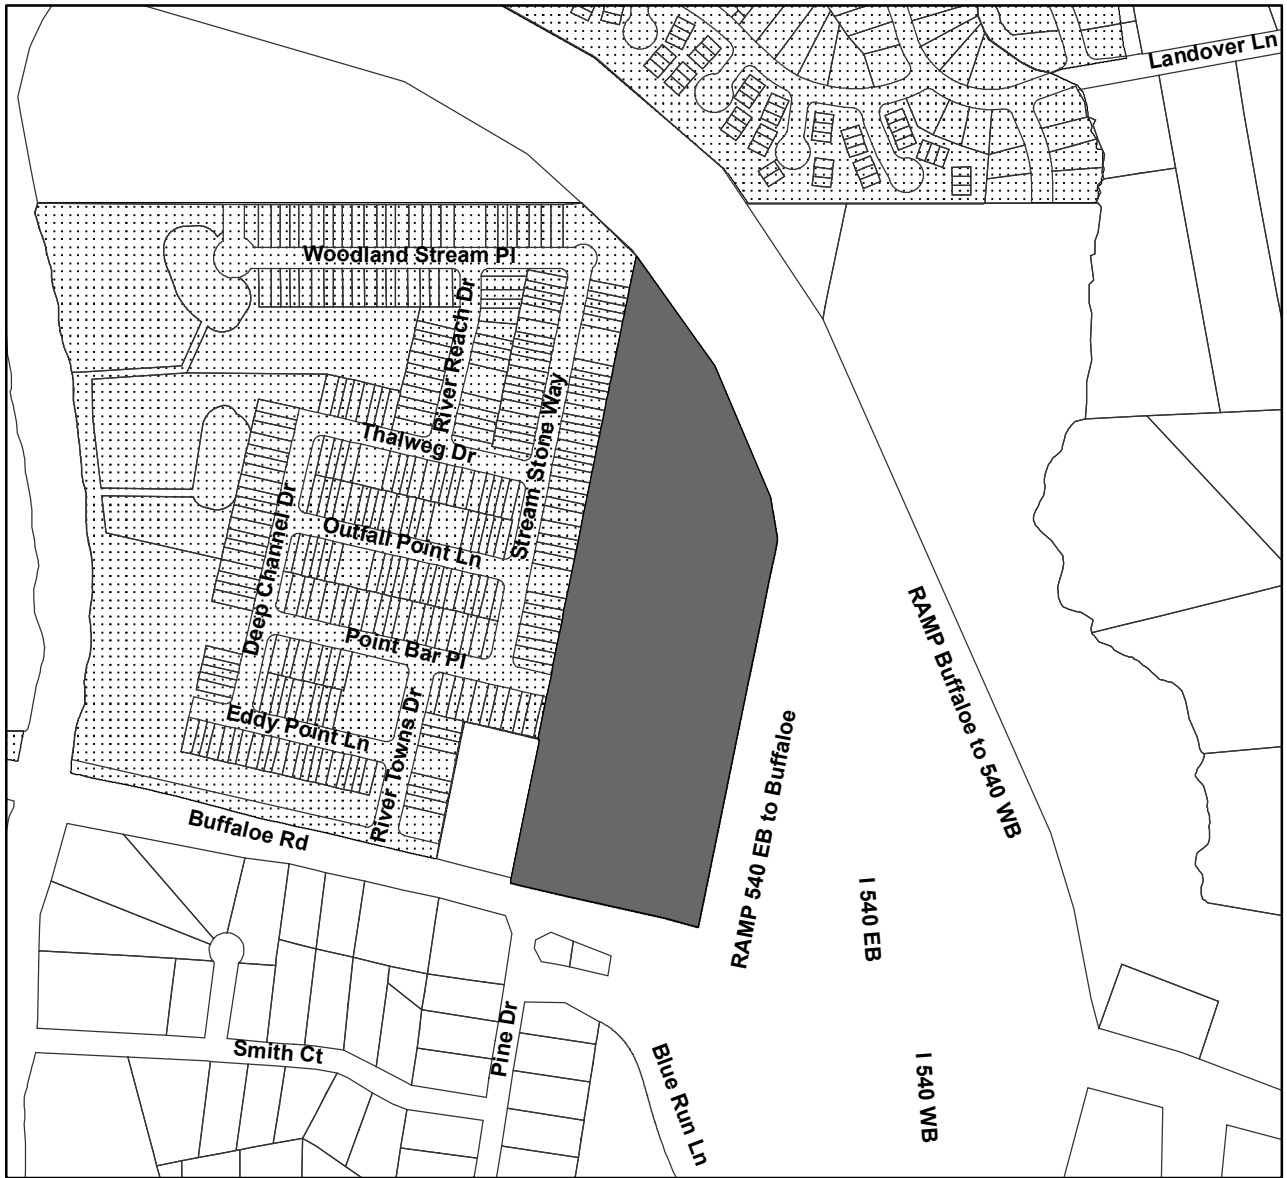 Landover Ln
Woodland Stream Pl
River Reach Dr
Stream Stone Way
Thalweg Dr
Deep Channel Dr
Outfall Point Ln
Point Bar Pl
Eddy Point Ln
River Towns Dr
Buffaloe Rd
RAMP Buffaloe to 540 WB
RAMP 540 EB to Buffaloe
I 540 EB
Pine Dr
Smith Ct
Blue Run Ln
I 540 WB